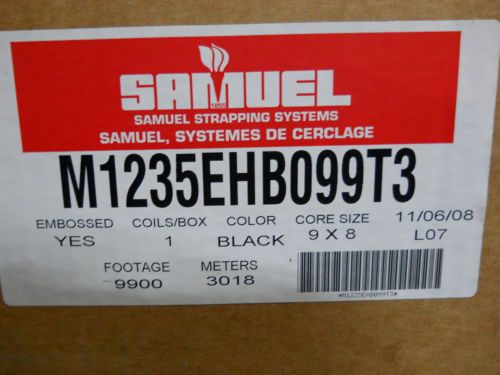 SAMUEL
1855
SAMUEL STRAPPING SYSTEMS
SAMUEL, SYSTEMES DE CERCLAGE
M1235EHB099T3
EMBOSSED COILS/BOX COLOR CORE SIZE 11/06/08
YES 1 BLACK 9 X 8 L07
FOOTAGE METERS
9900 3018
*M1235EHB099T3*